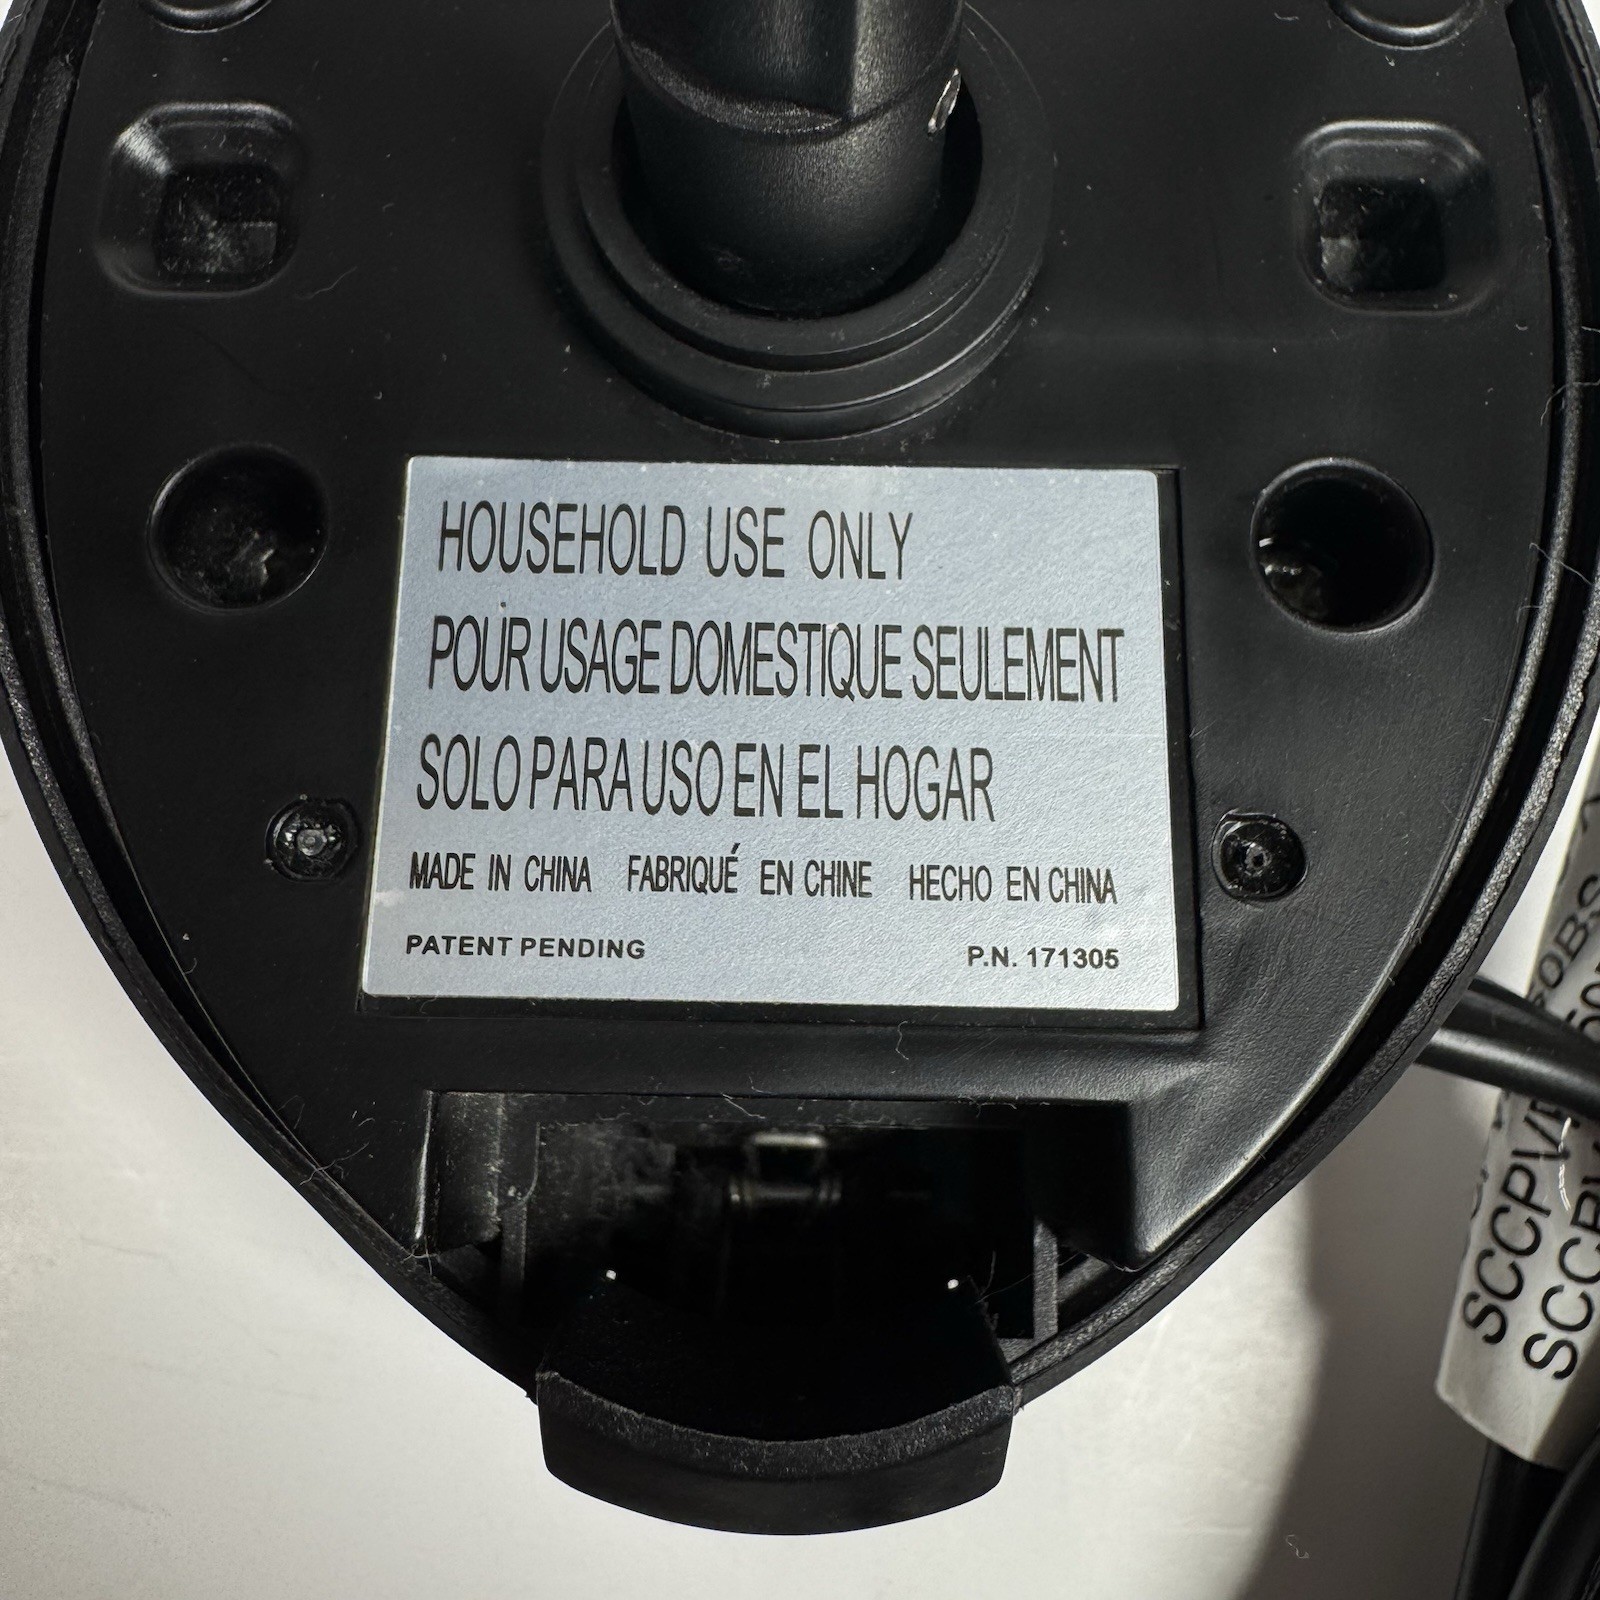 HOUSEHOLD USE ONLY
POUR USAGE DOMESTIQUE SEULEMENT
SOLO PARA USO EN EL HOGAR
MADE IN CHINA FABRIQUÉ EN CHINE HECHO EN CHINA
PATENT PENDING P.N. 171305